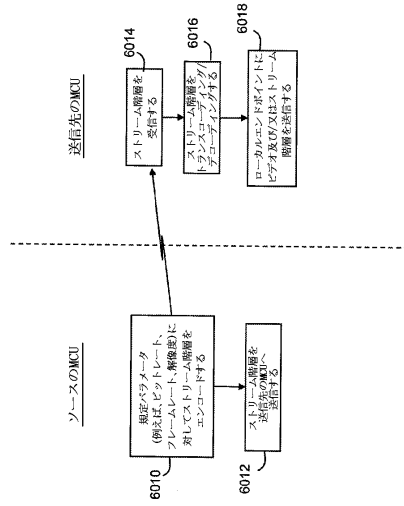 ソースのMCU
送信先のMCU
規定パラメータ
(例えば、ビットレート、
フレームレート、解像度)に
対してストリーム階層を
エンコードする
6010
ストリーム階層を
送信先のMCUへ
送信する
6012
ストリーム階層を
受信する
6014
ストリーム階層を
トランスコーディング/
デコーディングする
6016
ローカルエンドポイントに
ビデオ及び/又はストリーム
階層を送信する
6018